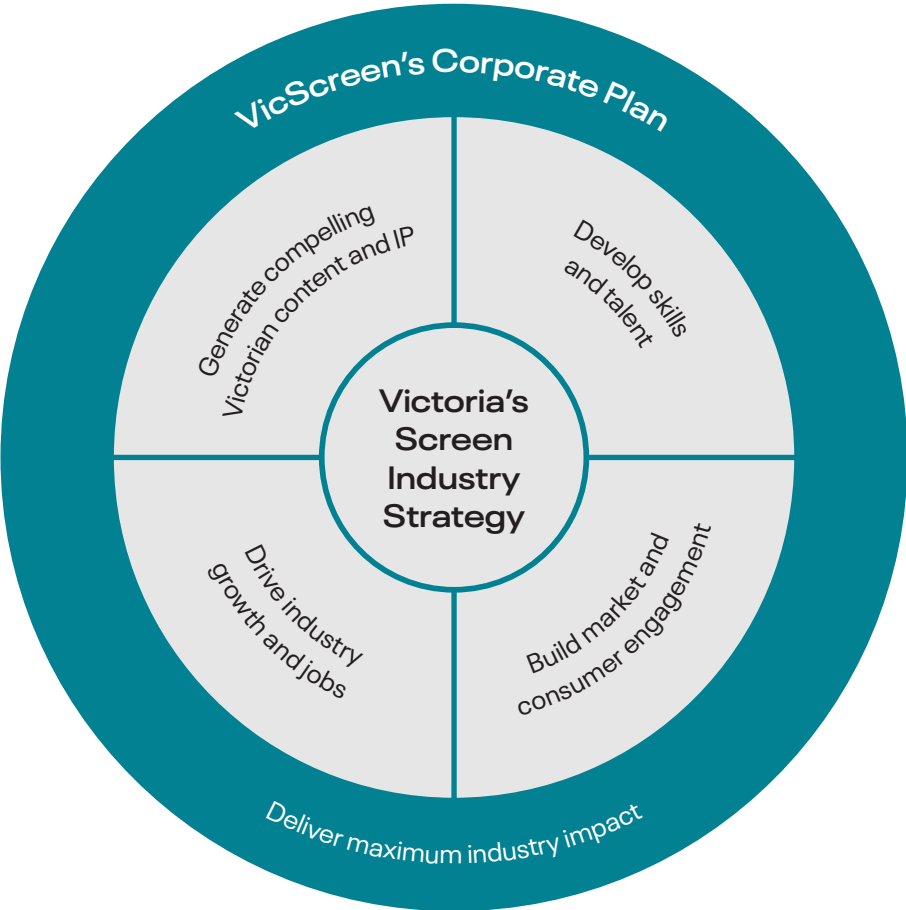 VicScreen's Corporate Plan
Generate compelling
Victorian content and IP
Develop skills
and talent
Victoria's
Screen
Industry
Strategy
Drive industry
growth and jobs
Build market and
consumer engagement
Deliver maximum industry impact